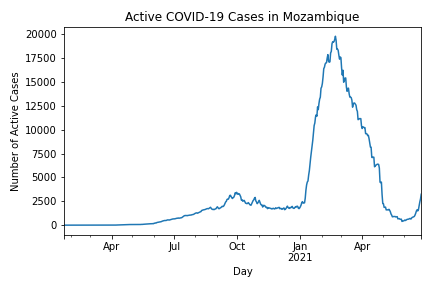 Active COVID-19 Cases in Mozambique
Number of Active Cases
20000
17500
15000
12500
10000
7500
5000
2500
0
Apr
Jul
Oct
Jan
2021
Apr
Day